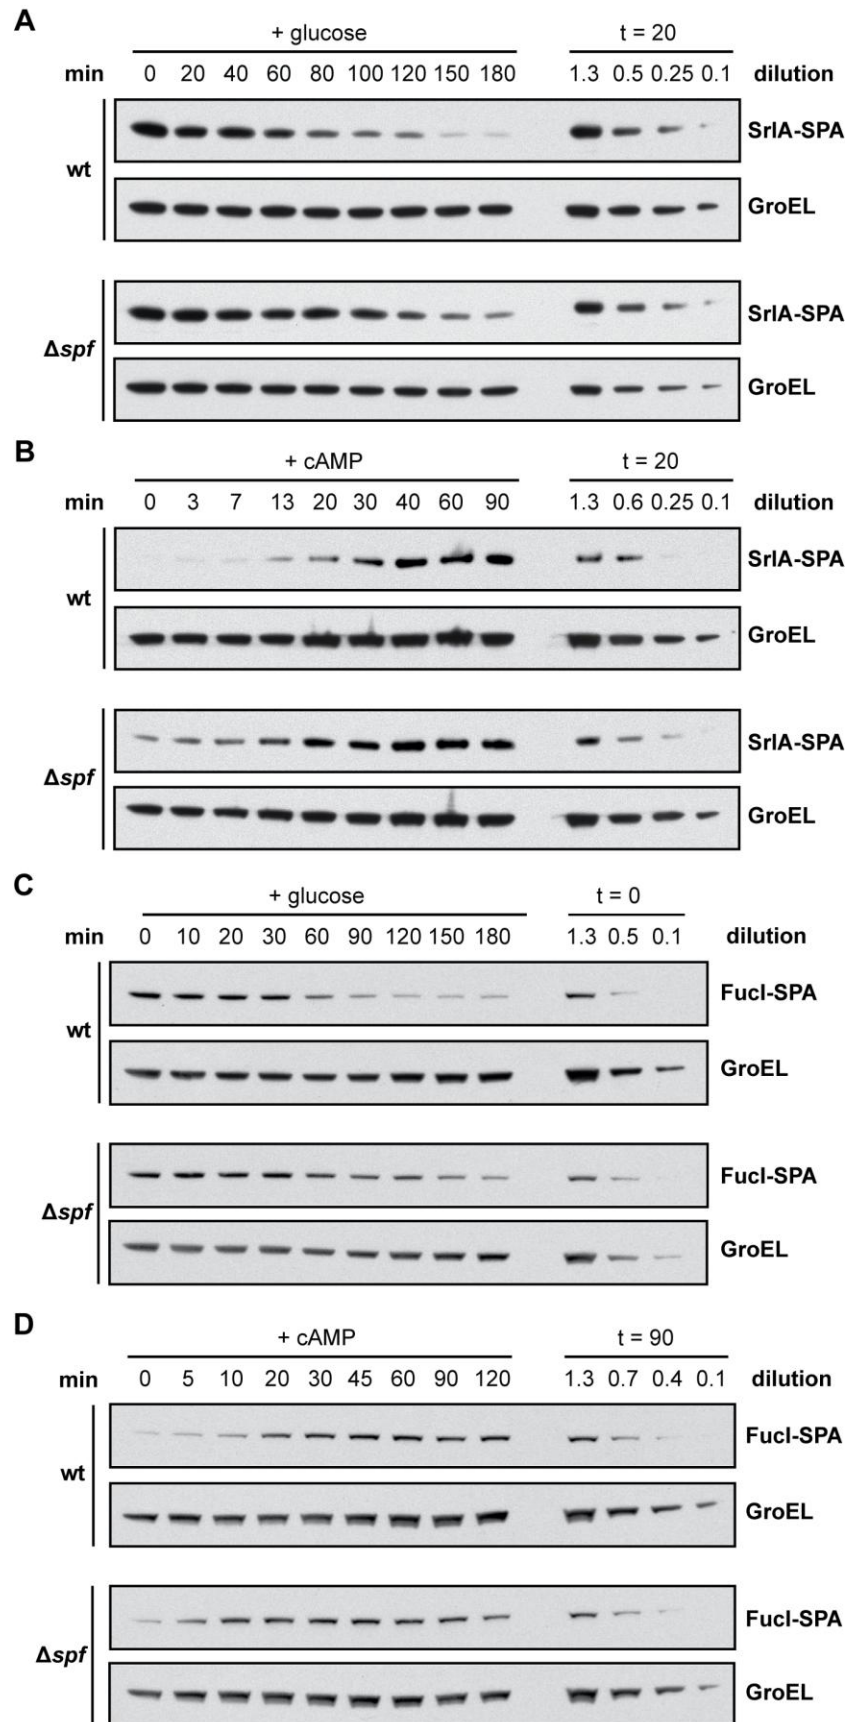 A
+ glucose t = 20
min 0 20 40 60 80 100 120 150 180 1.3 0.5 0.25 0.1 dilution
SrlA-SPA
wt
GroEL
SrlA-SPA
Δspf
GroEL
B
+ cAMP t = 20
min 0 3 7 13 20 30 40 60 90 1.3 0.6 0.25 0.1 dilution
SrlA-SPA
wt
GroEL
SrlA-SPA
Δspf
GroEL
C
+ glucose t = 0
min 0 10 20 30 60 90 120 150 180 1.3 0.5 0.1 dilution
FucI-SPA
wt
GroEL
FucI-SPA
Δspf
GroEL
D
+ cAMP t = 90
min 0 5 10 20 30 45 60 90 120 1.3 0.7 0.4 0.1 dilution
FucI-SPA
wt
GroEL
FucI-SPA
Δspf
GroEL